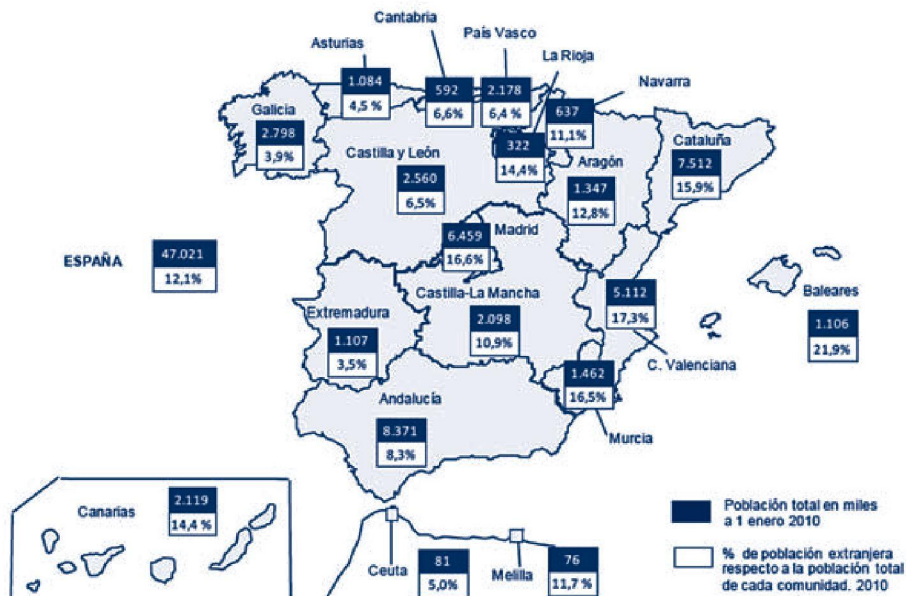 Cantabria
País Vasco
Asturias
La Rioja
Navarra
1.084
4,5 %
592
6,6%
2.178
6,4 %
637
11,1%
Galicia
2.798
3,9%
322
14,4%
Cataluña
7.512
15,9%
Castilla y León
2.560
6,5%
Aragón
1.347
12,8%
Madrid
6.459
16,6%
ESPAÑA
47.021
12,1%
Castilla-La Mancha
2.098
10,9%
5.112
17,3%
C. Valenciana
Baleares
1.106
21,9%
Extremadura
1.107
3,5%
1.462
16,5%
Murcia
Andalucía
8.371
8,3%
Canarias
2.119
14,4 %
Ceuta
81
5,0%
Melilla
76
11,7%
Población total en miles
a 1 enero 2010
% de población extranjera
respecto a la población total
de cada comunidad. 2010